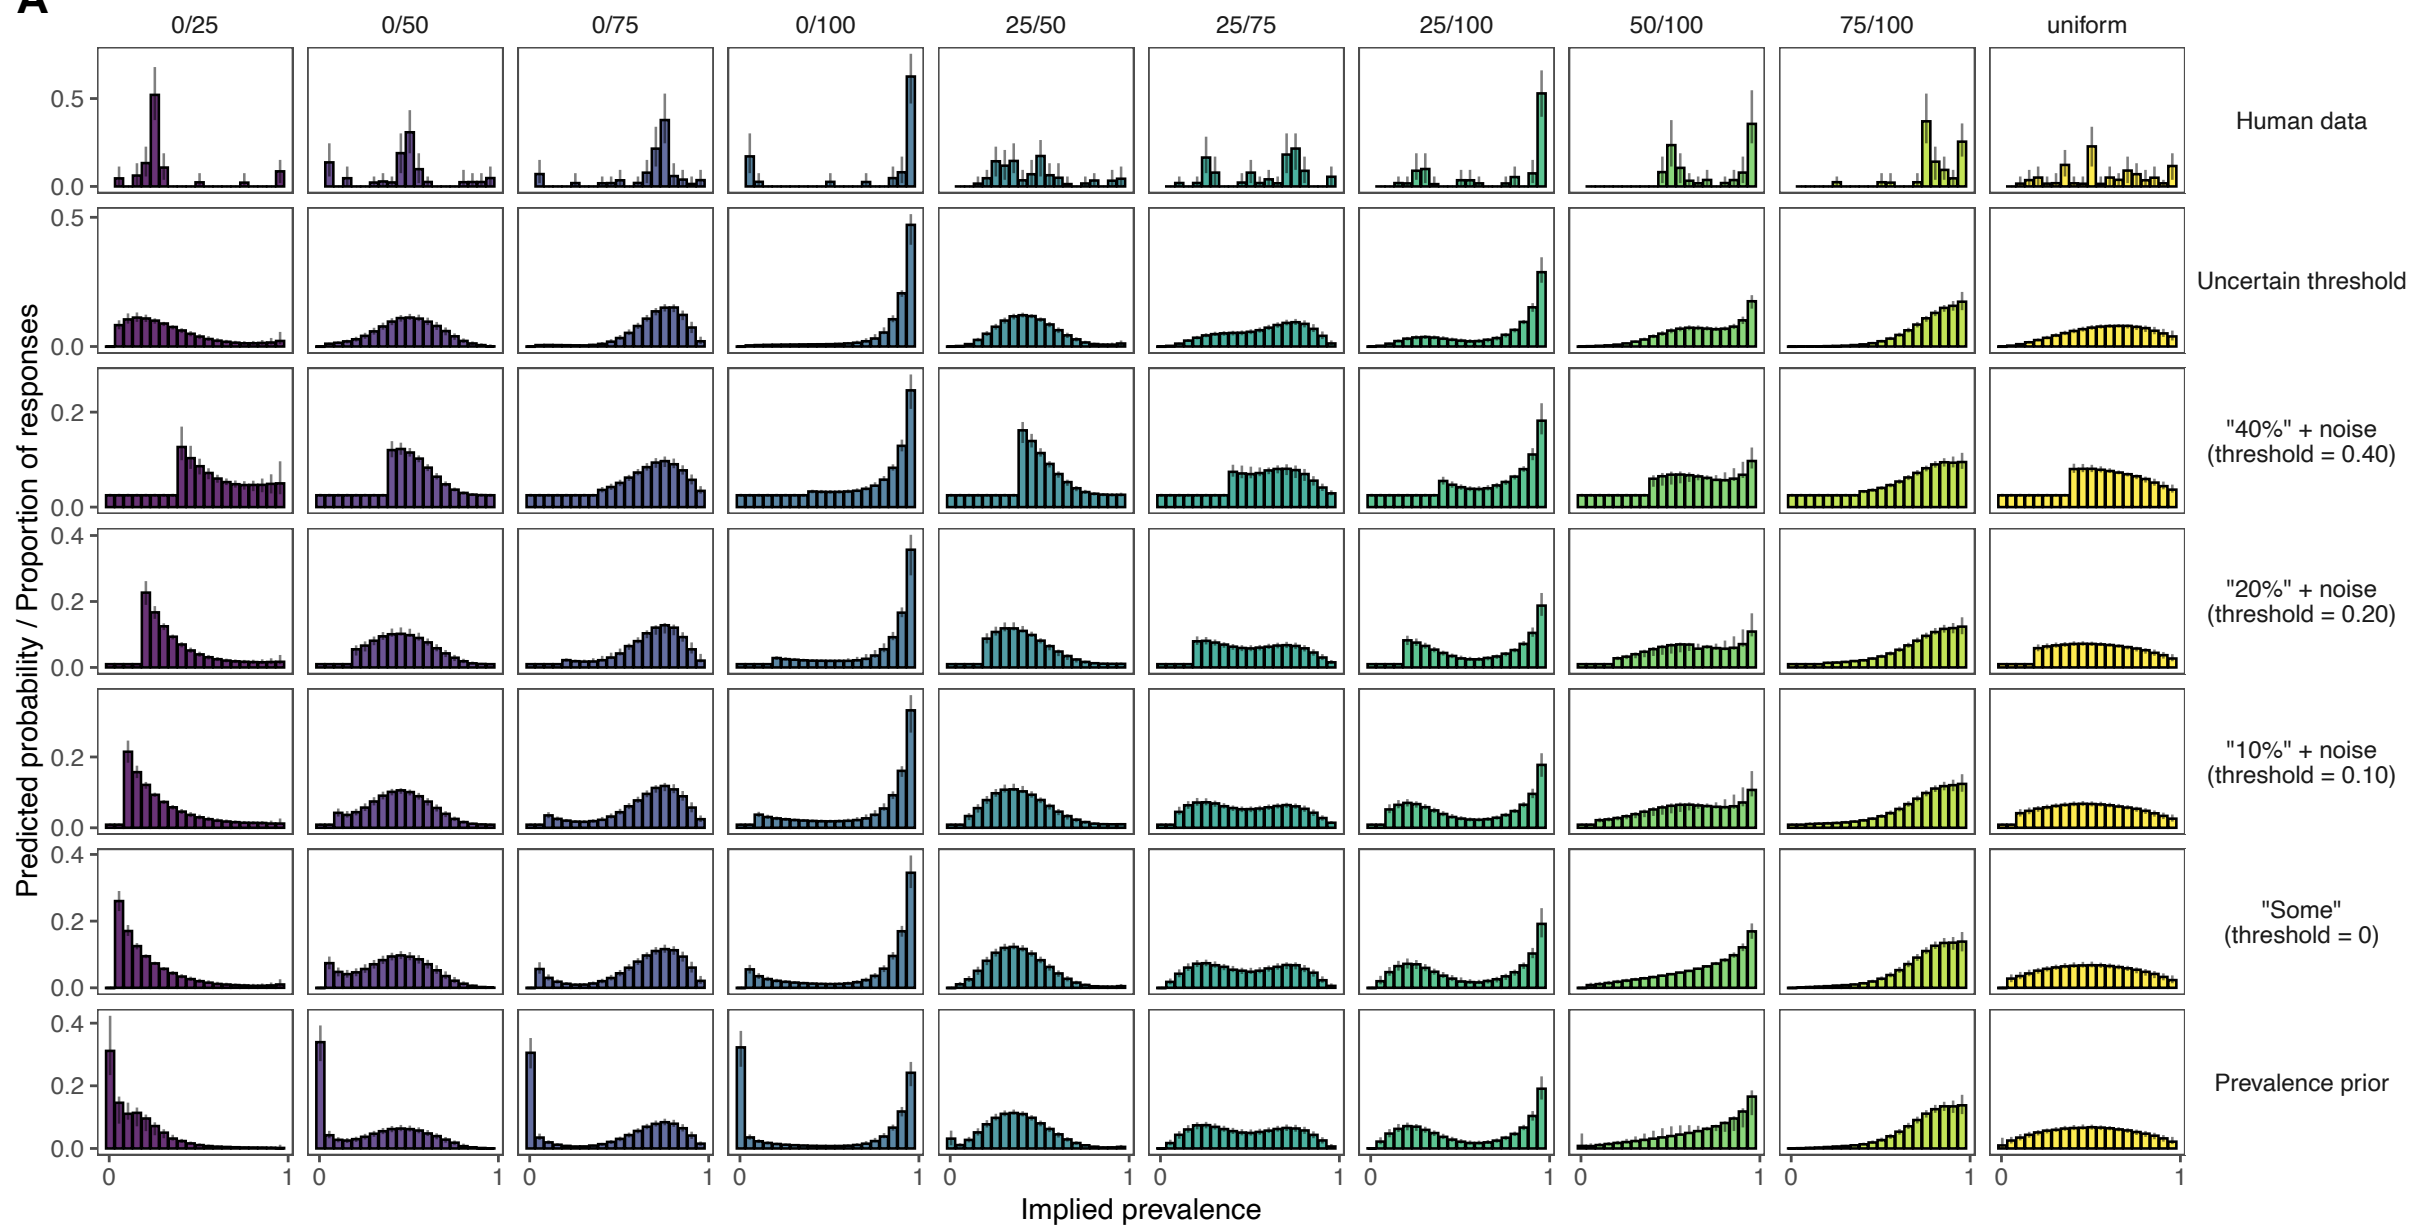 A
0/25 0/50 0/75 0/100 25/50 25/75 25/100 50/100 75/100 uniform
0.5
0.0
Human data
0.5
0.0
Uncertain threshold
0.2
0.0
"40%" + noise
(threshold = 0.40)
0.4
0.2
0.0
"20%" + noise
(threshold = 0.20)
0.2
0.0
"10%" + noise
(threshold = 0.10)
0.4
0.2
0.0
"Some"
(threshold = 0)
0.4
0.2
0.0
Prevalence prior
0 1 0 1 0 1 0 1 0 1 0 1 0 1 0 1 0 1 0 1
Implied prevalence
Predicted probability / Proportion of responses